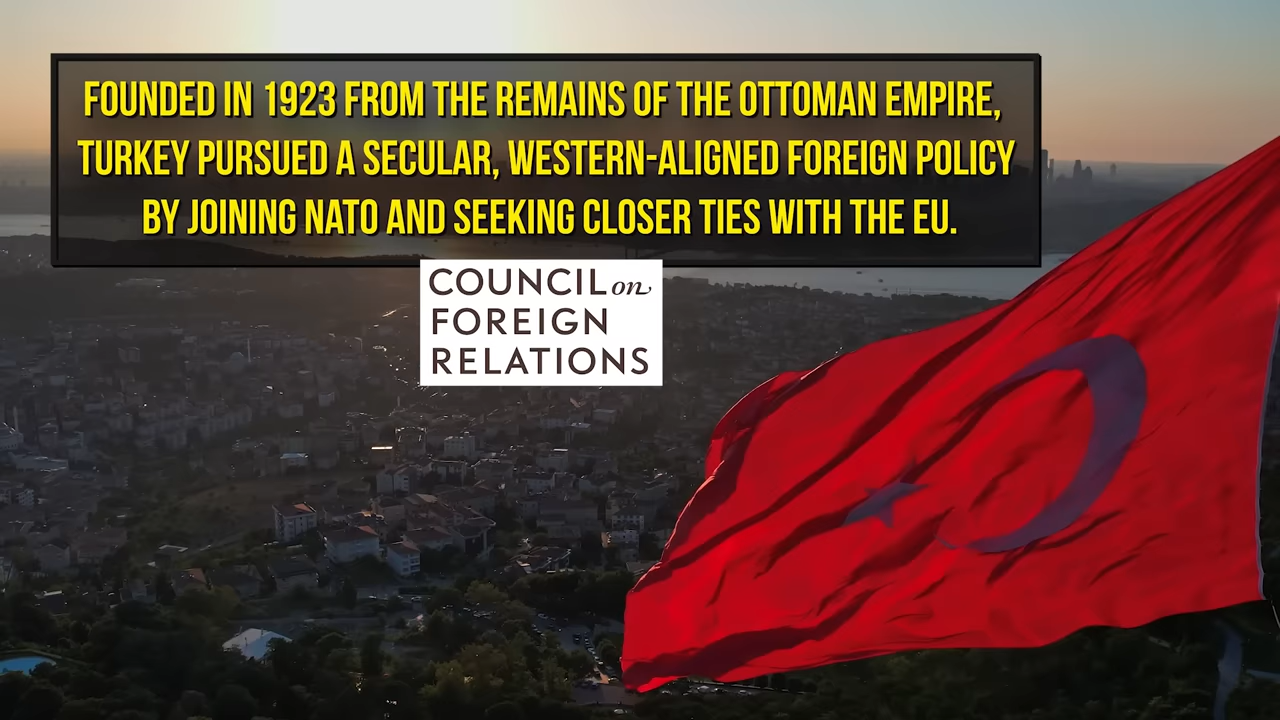 FOUNDED IN 1923 FROM THE REMAINS OF THE OTTOMAN EMPIRE,
TURKEY PURSUED A SECULAR, WESTERN-ALIGNED FOREIGN POLICY
BY JOINING NATO AND SEEKING CLOSER TIES WITH THE EU.
COUNCIL on
FOREIGN
RELATIONS